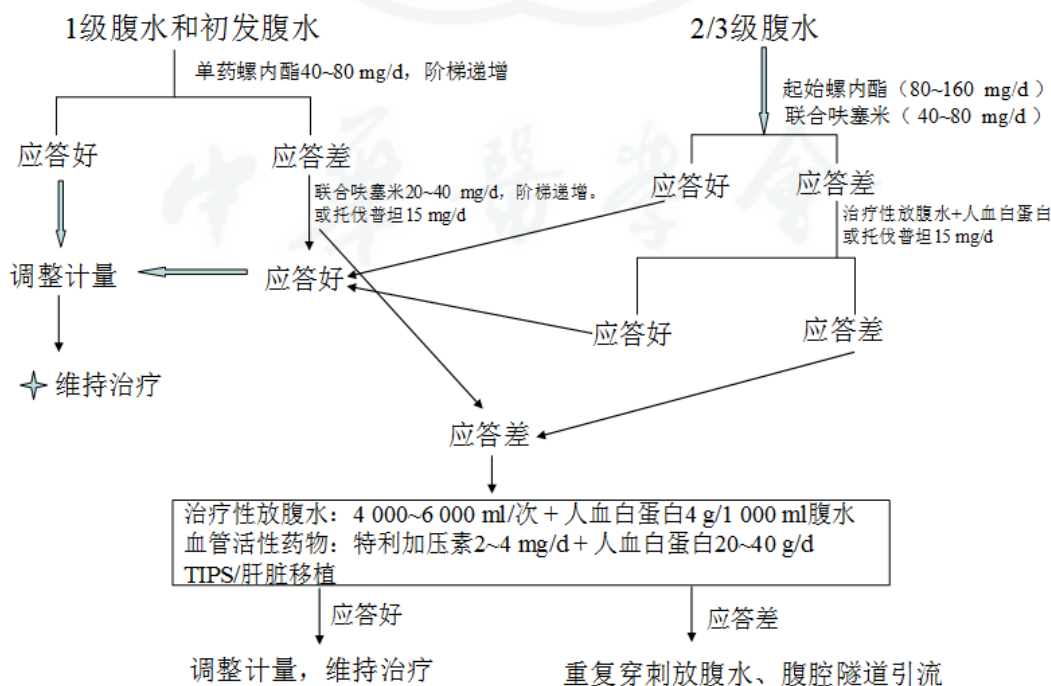 1级腹水和初发腹水
2/3级腹水
单药螺内酯40~80 mg/d，阶梯递增
起始螺内酯（80~160 mg/d）
联合呋塞米（ 40~80 mg/d）
应答好
应答差
联合呋塞米20~40 mg/d，阶梯递增。
或托伐普坦15 mg/d
应答好
应答差
治疗性放腹水+人血白蛋白
或托伐普坦15 mg/d
调整计量
应答好
应答好
应答差
维持治疗
应答差
治疗性放腹水：4 000~6 000 ml/次 + 人血白蛋白4 g/1 000 ml腹水
血管活性药物：特利加压素2~4 mg/d + 人血白蛋白20~40 g/d
TIPS/肝脏移植
应答好
应答差
调整计量，维持治疗
重复穿刺放腹水、腹腔隧道引流
中华醫學会